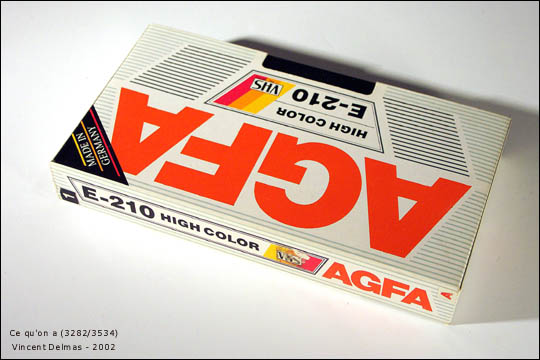 AGFA
HIGH COLOR
E-210
VHS
MADE IN
GERMANY
E-210 HIGH COLOR
VHS
AGFA
A
Ce qu'on a (3282/3534)
Vincent Delmas - 2002